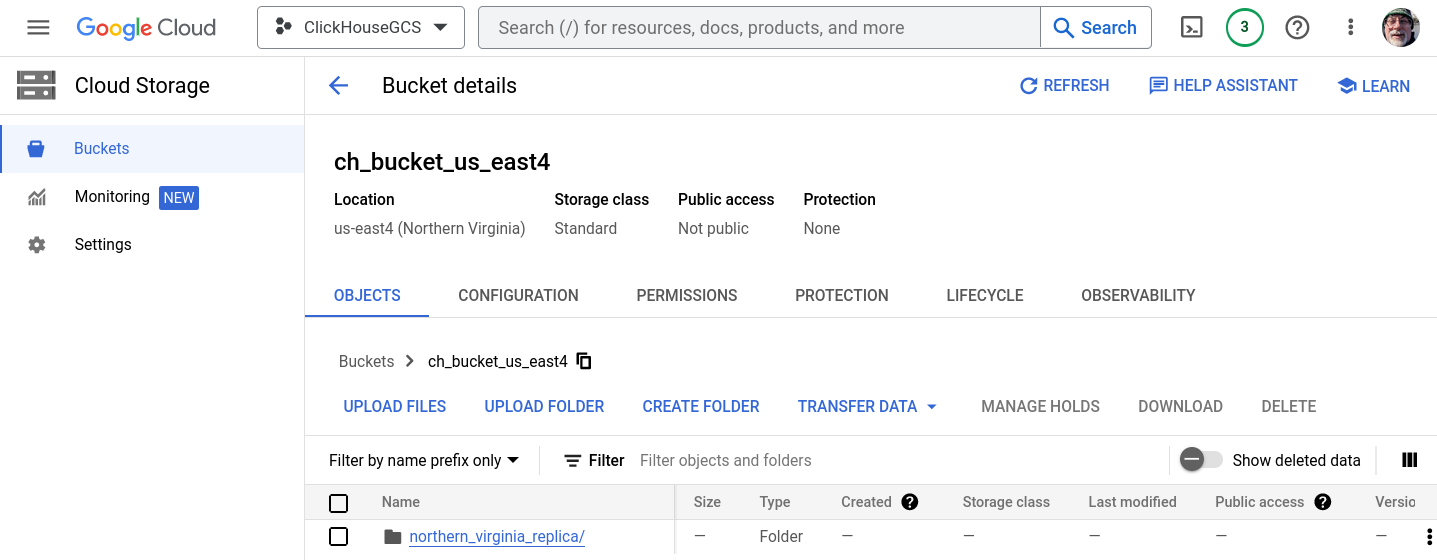 Google Cloud ClickHouseGCS Search (/) for resources, docs, products, and more Search 3
Cloud Storage Bucket details REFRESH HELP ASSISTANT LEARN
Buckets
Monitoring NEW
Settings
ch_bucket_us_east4
Location Storage class Public access Protection
us-east4 (Northern Virginia) Standard Not public None
OBJECTS CONFIGURATION PERMISSIONS PROTECTION LIFECYCLE OBSERVABILITY
Buckets ch_bucket_us_east4
UPLOAD FILES UPLOAD FOLDER CREATE FOLDER TRANSFER DATA MANAGE HOLDS DOWNLOAD DELETE
Filter by name prefix only Filter Filter objects and folders Show deleted data
Name Size Type Created Storage class Last modified Public access Versio
northern_virginia_replica/ — Folder — — — — —